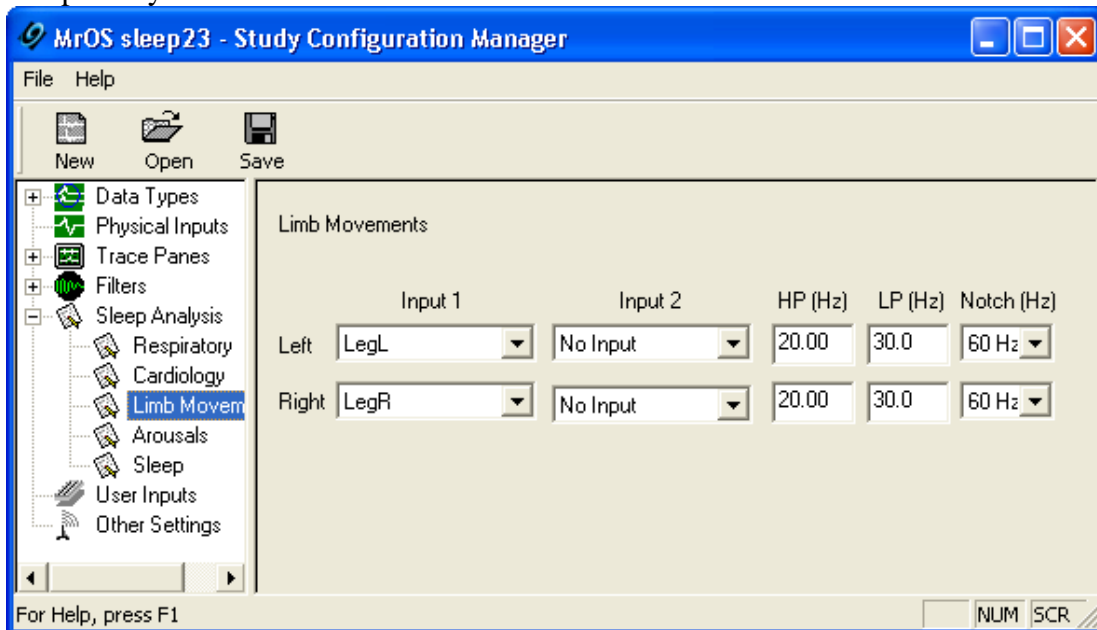 MrOS sleep23 - Study Configuration Manager
File Help
New Open Save
Data Types
Physical Inputs
Trace Panes
Filters
Sleep Analysis
Respiratory
Cardiology
Limb Movem
Arousals
Sleep
User Inputs
Other Settings
Limb Movements
Input 1 Input 2 HP (Hz) LP (Hz) Notch (Hz)
Left LegL No Input 20.00 30.0 60 Hz
Right LegR No Input 20.00 30.0 60 Hz
For Help, press F1 NUM SCR